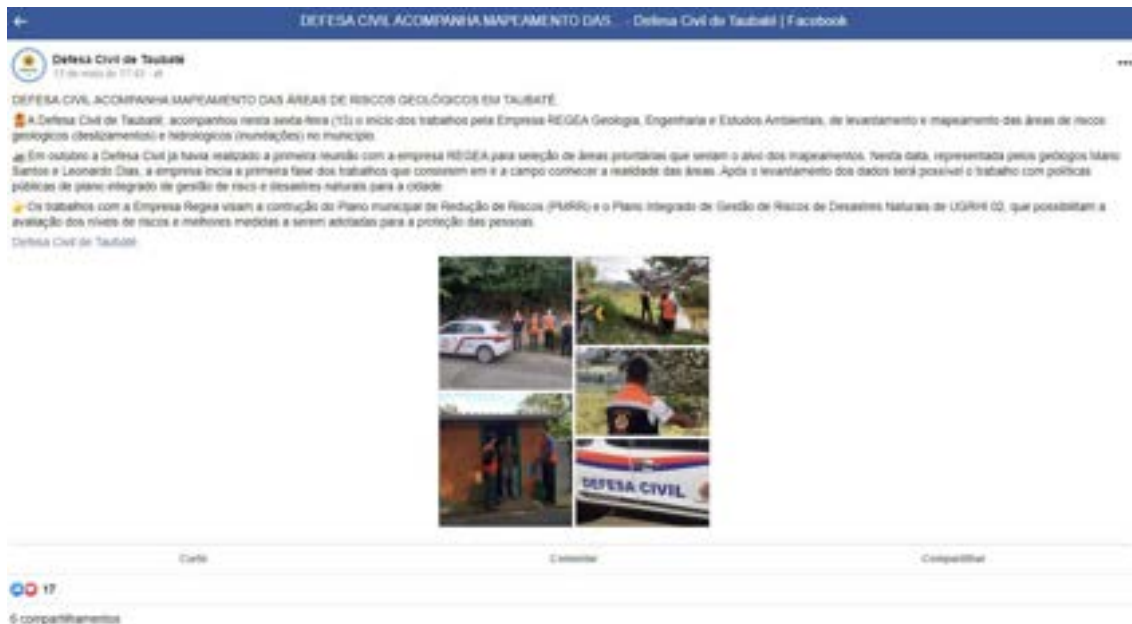 DEFESA CIVIL ACOMPANHA MAPEAMENTO DAS ... - Defesa Civil de Taubaté | Facebook
Defesa Civil de Taubaté
13 de maio de 17:43
DEFESA CIVIL ACOMPANHA MAPEAMENTO DAS ÁREAS DE RISCOS GEOLÓGICOS EM TAUBATÉ.
A Defesa Civil de Taubaté, acompanhou nesta sexta-feira (13) o início dos trabalhos pela Empresa REGEA Geologia, Engenharia e Estudos Ambientais, de levantamento e mapeamento das áreas de riscos
geológicos (deslizamentos) e hidrológicos (inundações) no município.
Em outubro a Defesa Civil já havia realizado a primeira reunião com a empresa REGEA para seleção de áreas prioritárias que seriam o alvo dos mapeamentos. Nesta data, representada pelos geólogos Mario
Santos e Leonardo Dias, a empresa inicia a primeira fase dos trabalhos que consistem em ir a campo conhecer a realidade das áreas. Após o levantamento dos dados será possível o trabalho com políticas
públicas de plano integrado de gestão de risco e desastres naturais para a cidade.
Os trabalhos com a Empresa Regea visam a contrução do Plano municipal de Redução de Riscos (PMRR) e o Plano Integrado de Gestão de Riscos de Desastres Naturais de UGRHI 02, que possibilitam a
avaliação dos níveis de riscos e melhores medidas a serem adotadas para a proteção das pessoas.
Defesa Civil de Taubaté
DEFESA CIVIL
Curtir
Comentar
Compartilhar
17
6 compartilhamentos